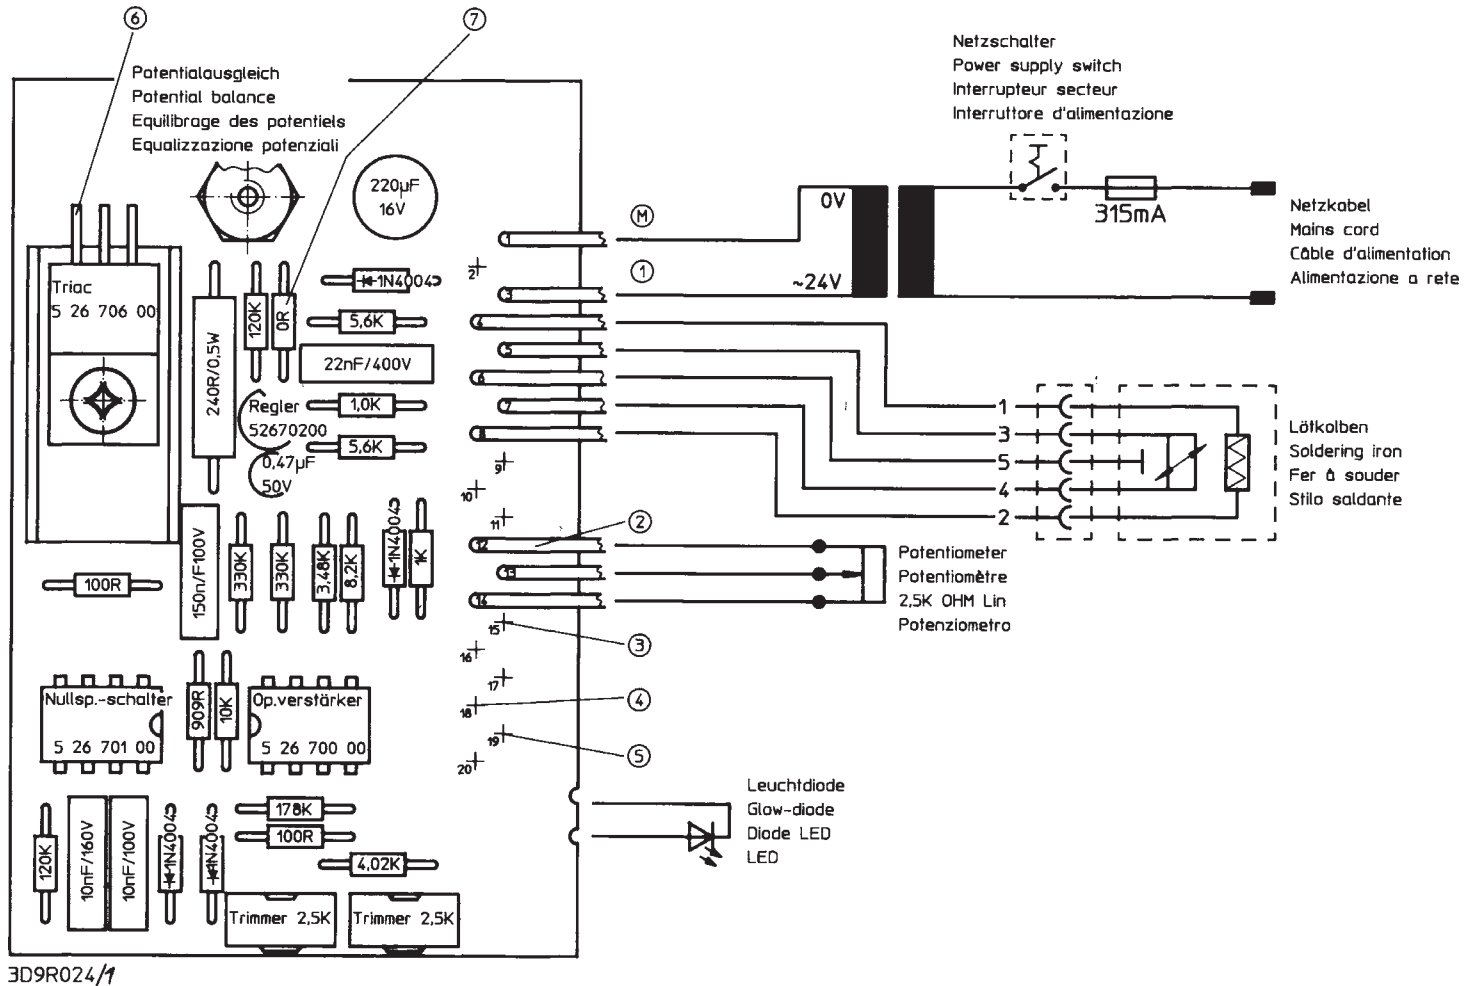 6
7
Netzschalter
Power supply switch
Interrupteur secteur
Interruttore d'alimentazione
Potentialausgleich
Potential balance
Equilibrage des potentiels
Equalizzazione potenziali
220µF
16V
M
1
0V
~24V
315mA
Netzkabel
Mains cord
Câble d'alimentation
Alimentazione a rete
1
2
3
4
5
6
7
8
9
10
11
12
13
14
15
16
17
18
19
20
Triac
5 26 706 00
240R/0,5W
120K
0R
1N4004
5,6K
22nF/400V
Regler
52670200
1,0K
5,6K
0,47µF
50V
1
3
5
4
2
Lötkolben
Soldering iron
Fer à souder
Stilo saldante
2
Potentiometer
Potentiomètre
2,5K OHM Lin
Potenziometro
3
4
5
100R
150n/F100V
330K
330K
3,48K
8,2K
1N4004
1K
Nullsp.-schalter
5 26 701 00
909R
10K
Op.verstärker
5 26 700 00
Leuchtdiode
Glow-diode
Diode LED
LED
120K
10nF/160V
10nF/100V
1N4004
1N4004
178K
100R
4,02K
Trimmer 2,5K
Trimmer 2,5K
3D9R024/1